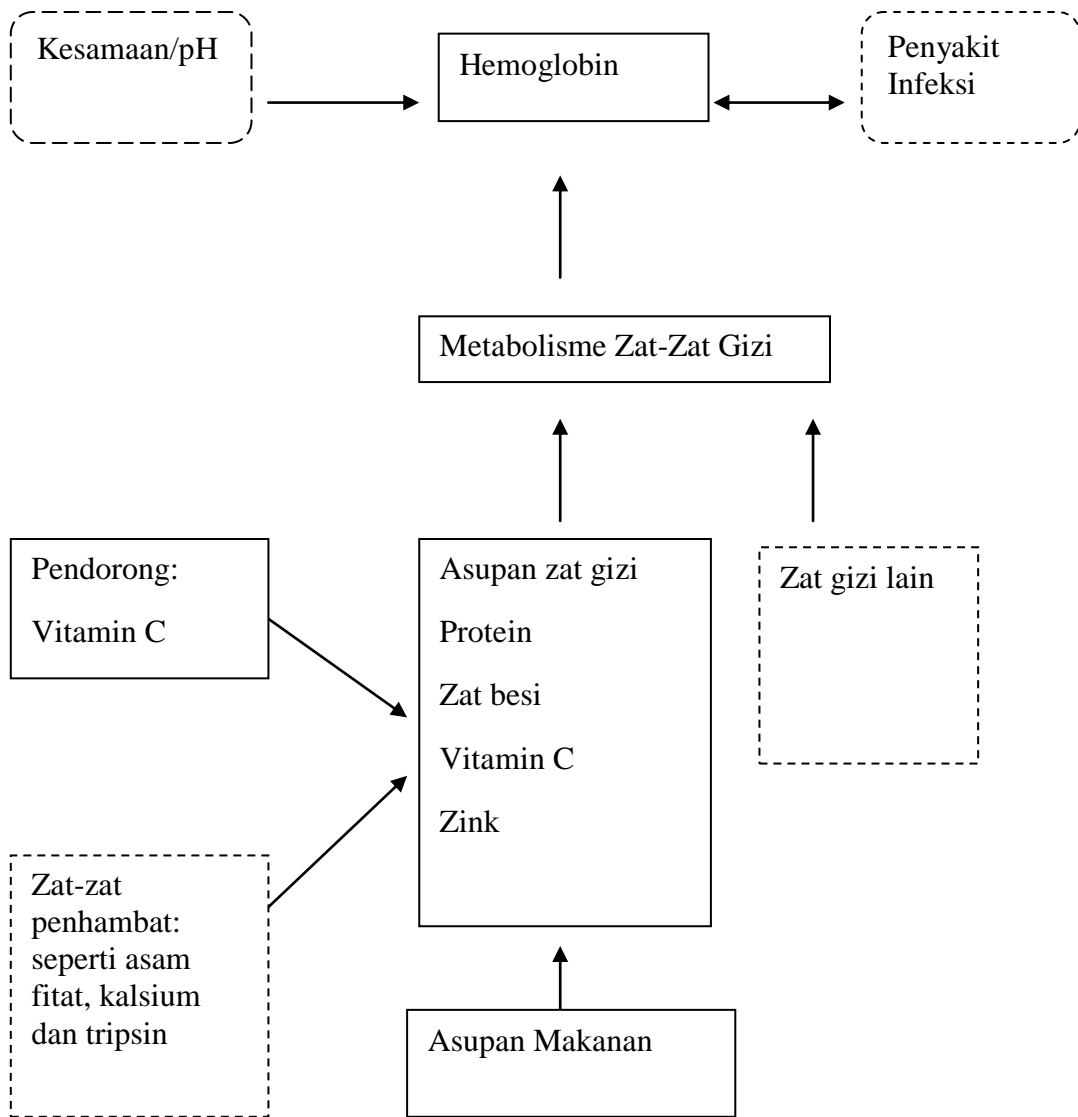 Kesamaan/pH
Hemoglobin
Penyakit
Infeksi
Metabolisme Zat-Zat Gizi
Pendorong:
Vitamin C
Asupan zat gizi
Protein
Zat besi
Vitamin C
Zink
Zat gizi lain
Zat-zat
penhambat:
seperti asam
fitat, kalsium
dan tripsin
Asupan Makanan